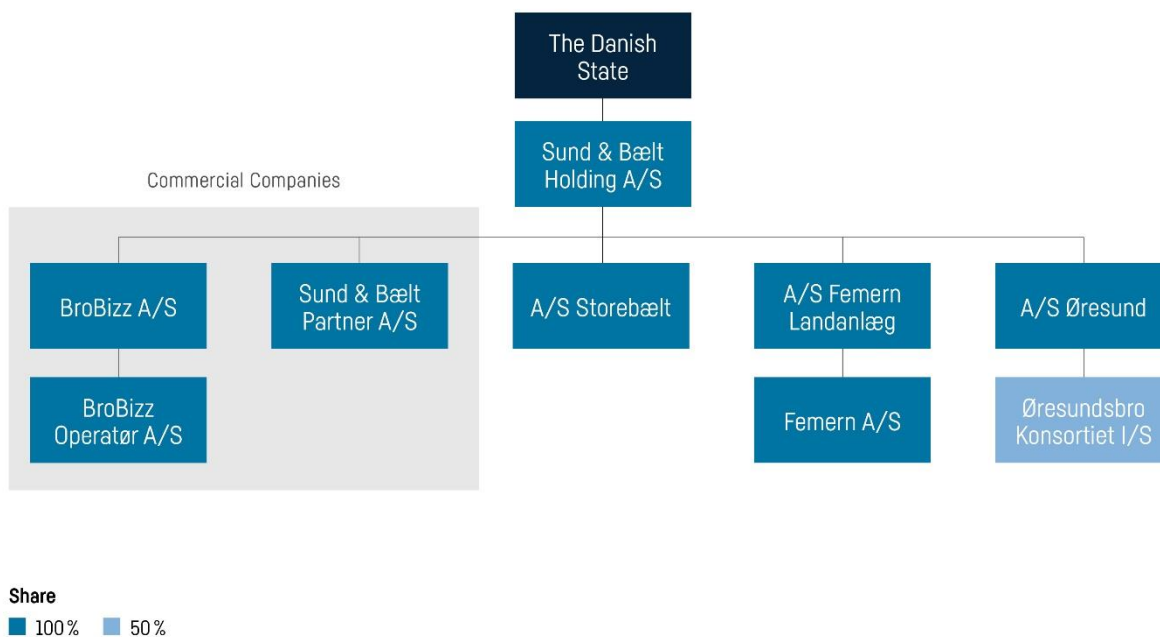 The Danish
State
Sund & Bælt
Holding A/S
Commercial Companies
BroBizz A/S
Sund & Bælt
Partner A/S
A/S Storebælt
A/S Femern
Landanlæg
A/S Øresund
BroBizz
Operatør A/S
Femern A/S
Øresundsbro
Konsortiet I/S
Share
100 %
50 %